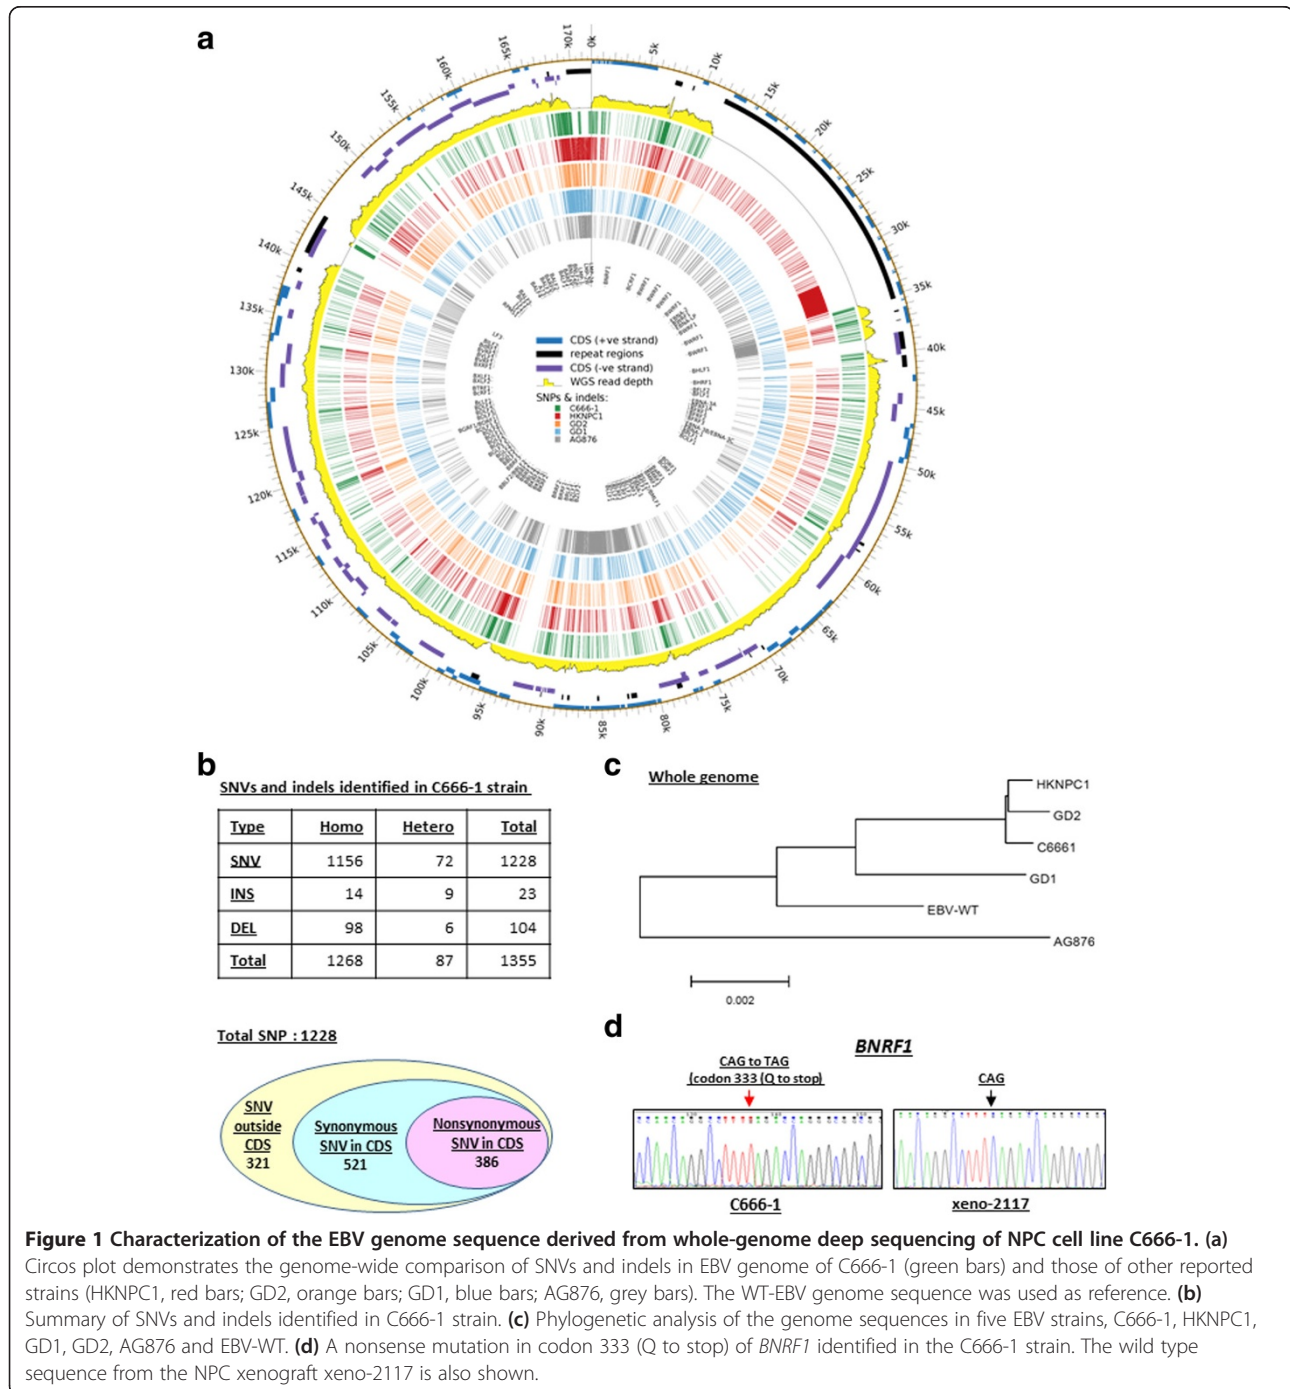 a
0k
5k
10k
15k
20k
25k
30k
35k
40k
45k
50k
55k
60k
65k
70k
75k
80k
85k
90k
95k
100k
105k
110k
115k
120k
125k
130k
135k
140k
145k
150k
155k
160k
165k
170k
BNRF1
BCRF1
BWRF1
BWRF1
BWRF1
BWRF1
BWRF1
BWRF1
BHLF1
BHRF1
LF3
CDS (+ve strand)
repeat regions
CDS (-ve strand)
WGS read depth
SNPs & indels:
C666-1
HKNPC1
GD2
GD1
AG876
b
SNVs and indels identified in C666-1 strain
Type Homo Hetero Total
SNV 1156 72 1228
INS 14 9 23
DEL 98 6 104
Total 1268 87 1355
Total SNP : 1228
SNV
outside
CDS
321
Synonymous
SNV in CDS
521
Nonsynonymous
SNV in CDS
386
c
Whole genome
HKNPC1
GD2
C6661
GD1
EBV-WT
AG876
0.002
d
BNRF1
CAG to TAG
(codon 333 (Q to stop)
CAG
C666-1
xeno-2117
Figure 1 Characterization of the EBV genome sequence derived from whole-genome deep sequencing of NPC cell line C666-1. (a)
Circos plot demonstrates the genome-wide comparison of SNVs and indels in EBV genome of C666-1 (green bars) and those of other reported
strains (HKNPC1, red bars; GD2, orange bars; GD1, blue bars; AG876, grey bars). The WT-EBV genome sequence was used as reference. (b)
Summary of SNVs and indels identified in C666-1 strain. (c) Phylogenetic analysis of the genome sequences in five EBV strains, C666-1, HKNPC1,
GD1, GD2, AG876 and EBV-WT. (d) A nonsense mutation in codon 333 (Q to stop) of BNRF1 identified in the C666-1 strain. The wild type
sequence from the NPC xenograft xeno-2117 is also shown.